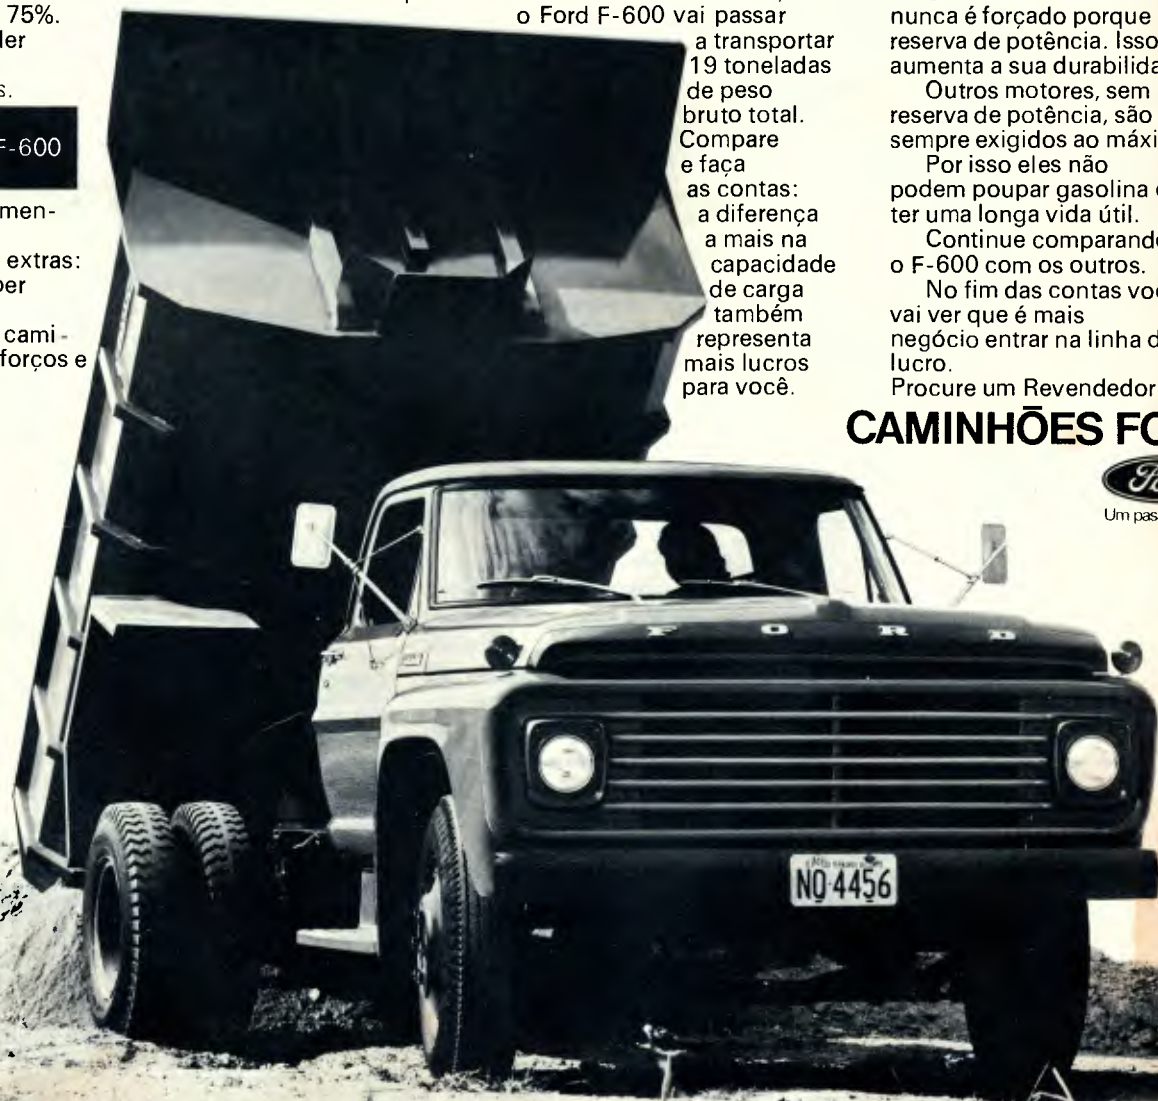 75%.
s.
F-600
men-
extras:
cami-
forços e
o Ford F-600 vai passar
a transportar
19 toneladas
de peso
bruto total.
Compare
e faça
as contas:
a diferença
a mais na
capacidade
de carga
também
representa
mais lucros
para você.
nunca é forçado porque
reserva de potência. Isso
aumenta a sua durabilida
Outros motores, sem
reserva de potência, são
sempre exigidos ao máxi
Por isso eles não
podem poupar gasolina e
ter uma longa vida útil.
Continue comparando
o F-600 com os outros.
No fim das contas você
vai ver que é mais
negócio entrar na linha d
lucro.
Procure um Revendedor
CAMINHÕES FO
Um pas
FORD
NQ·4456